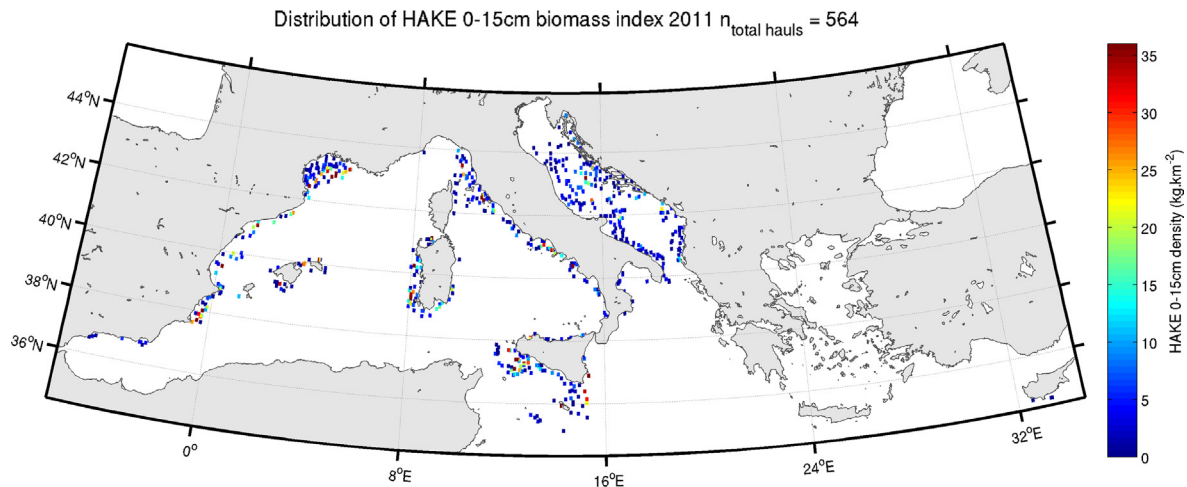 Distribution of HAKE 0-15cm biomass index 2011 n total hauls = 564
44°N
42°N
40°N
38°N
36°N
0°
8°E
16°E
24°E
32°E
35
30
25
20
15
10
5
0
HAKE 0-15cm density (kg.km-2)